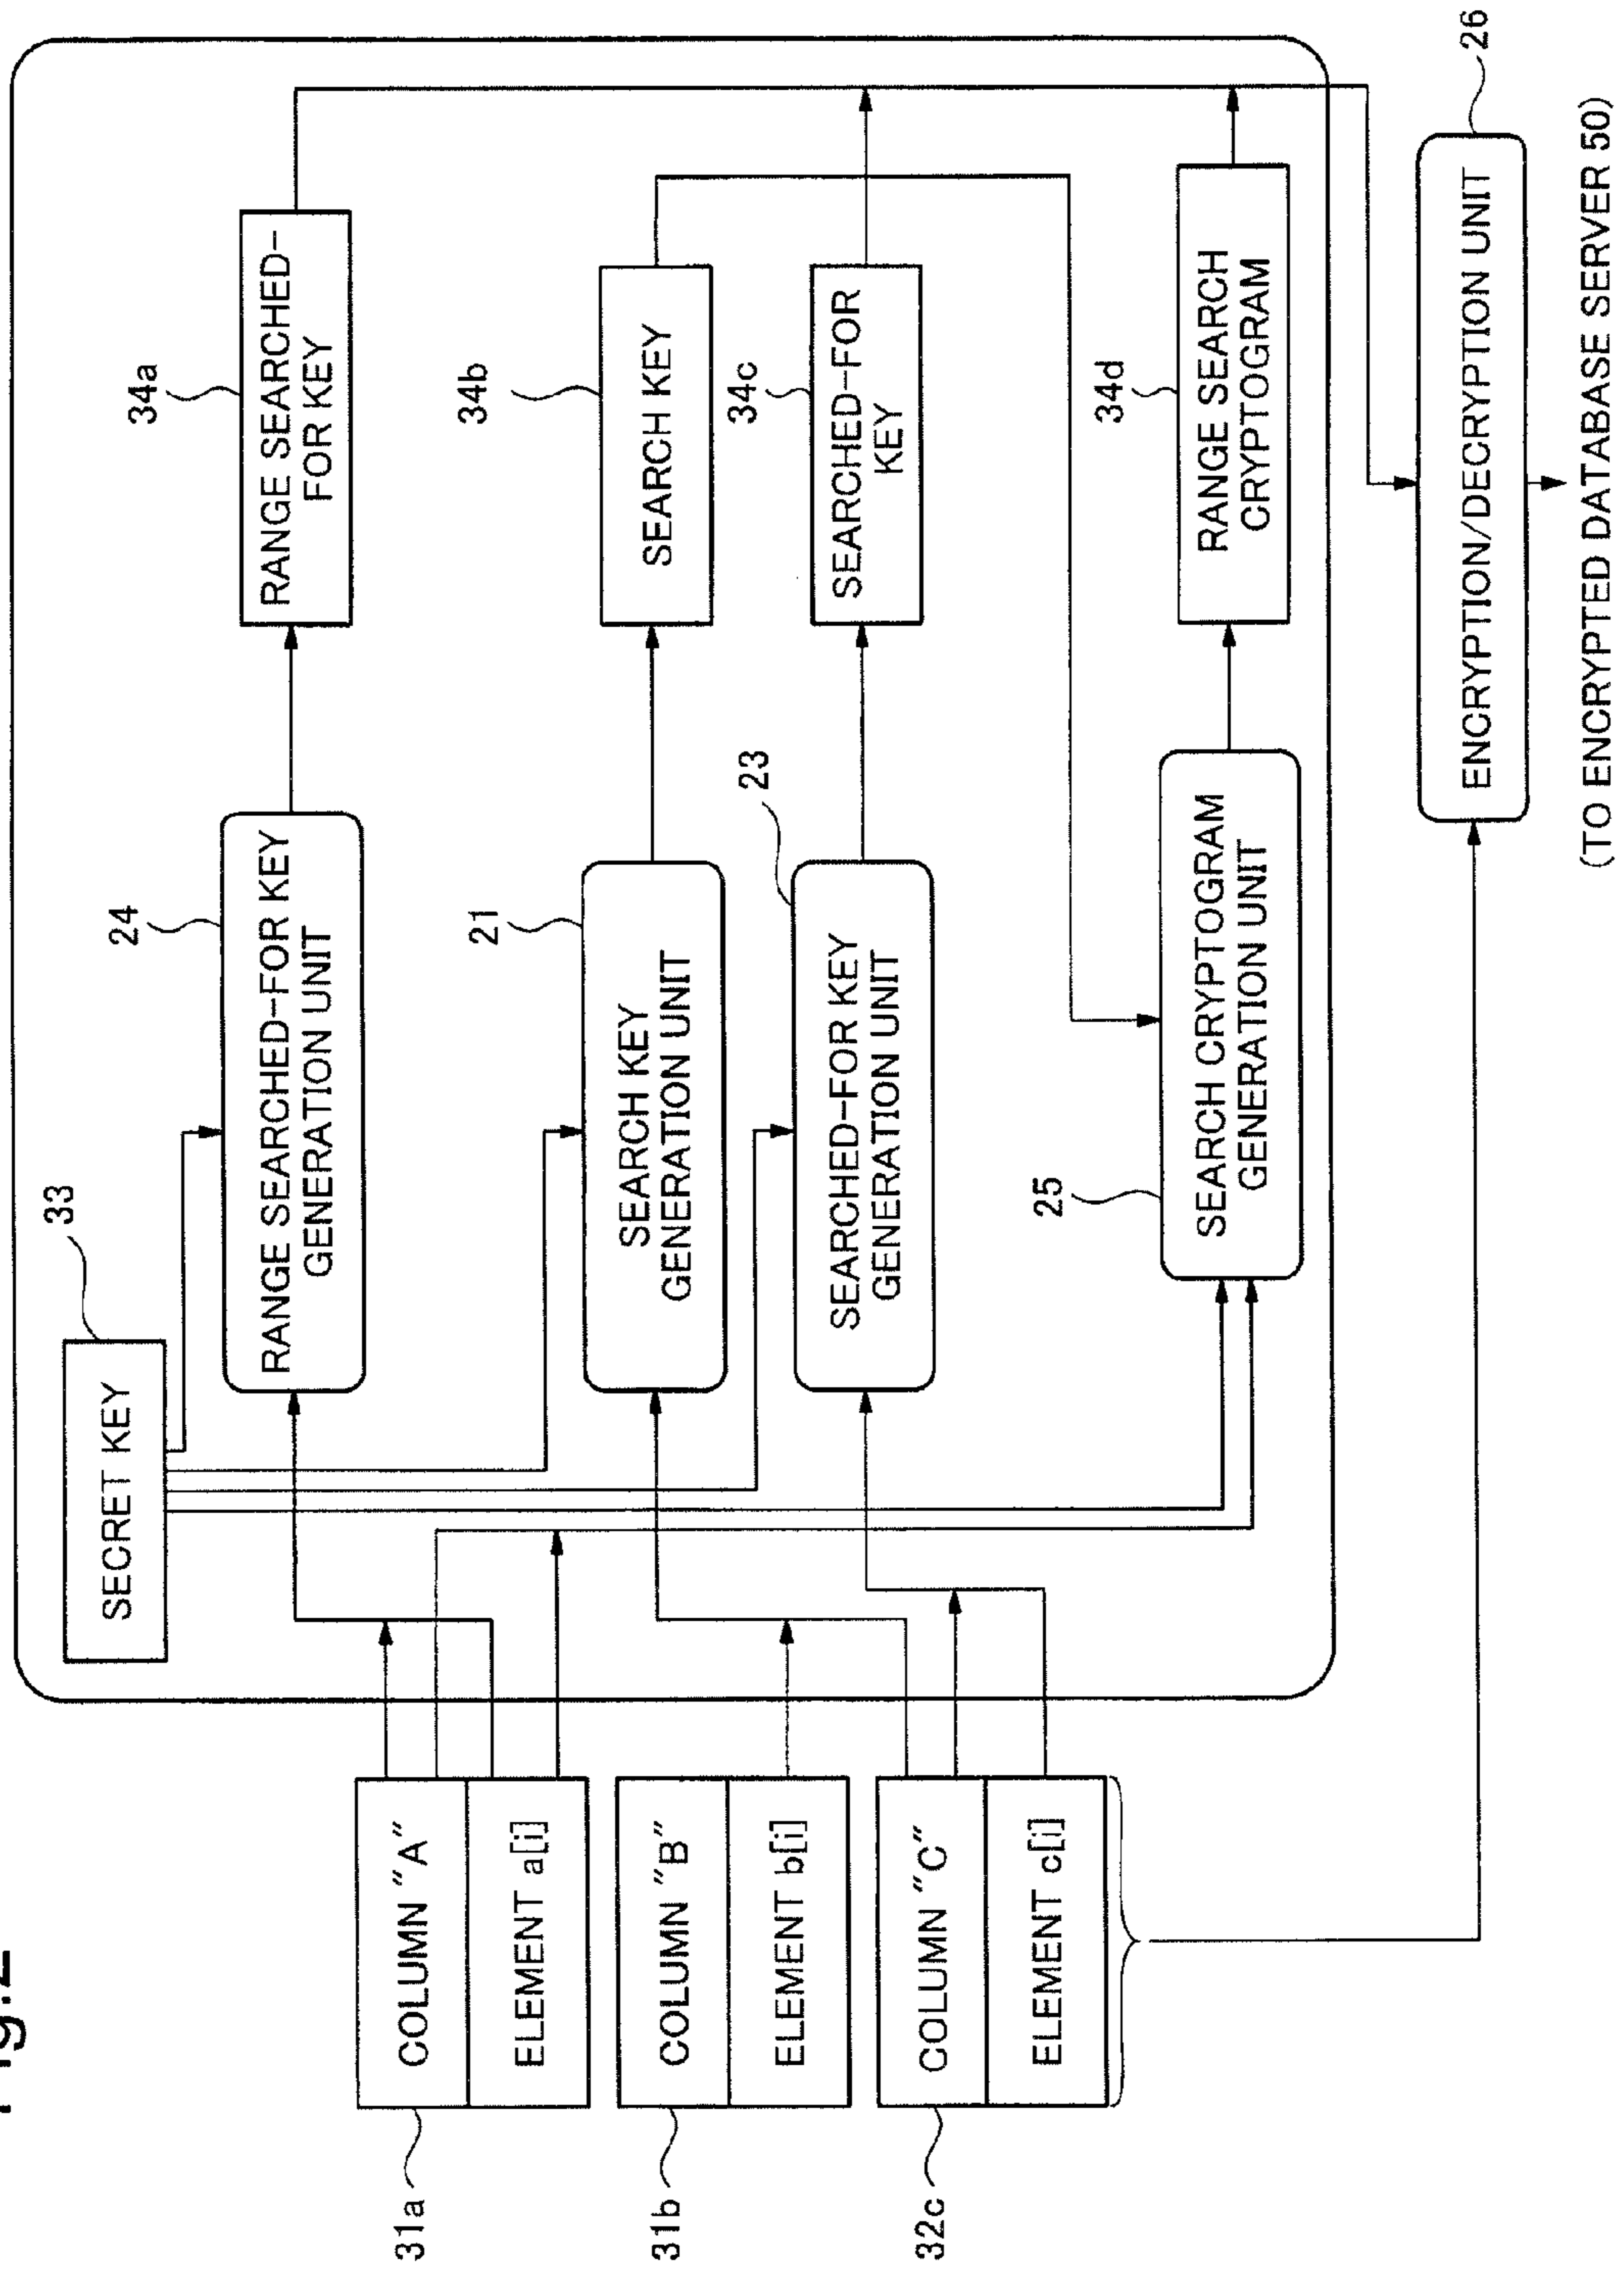 Fig.2
33
SECRET KEY
24
RANGE SEARCHED-FOR KEY
GENERATION UNIT
34a
RANGE SEARCHED-
FOR KEY
31a
COLUMN "A"
ELEMENT a[i]
21
SEARCH KEY
GENERATION UNIT
34b
SEARCH KEY
31b
COLUMN "B"
ELEMENT b[i]
23
SEARCHED-FOR KEY
GENERATION UNIT
34c
SEARCHED-FOR
KEY
32c
COLUMN "C"
ELEMENT c[i]
25
SEARCH CRYPTOGRAM
GENERATION UNIT
34d
RANGE SEARCH
CRYPTOGRAM
26
ENCRYPTION/DECRYPTION UNIT
(TO ENCRYPTED DATABASE SERVER 50)